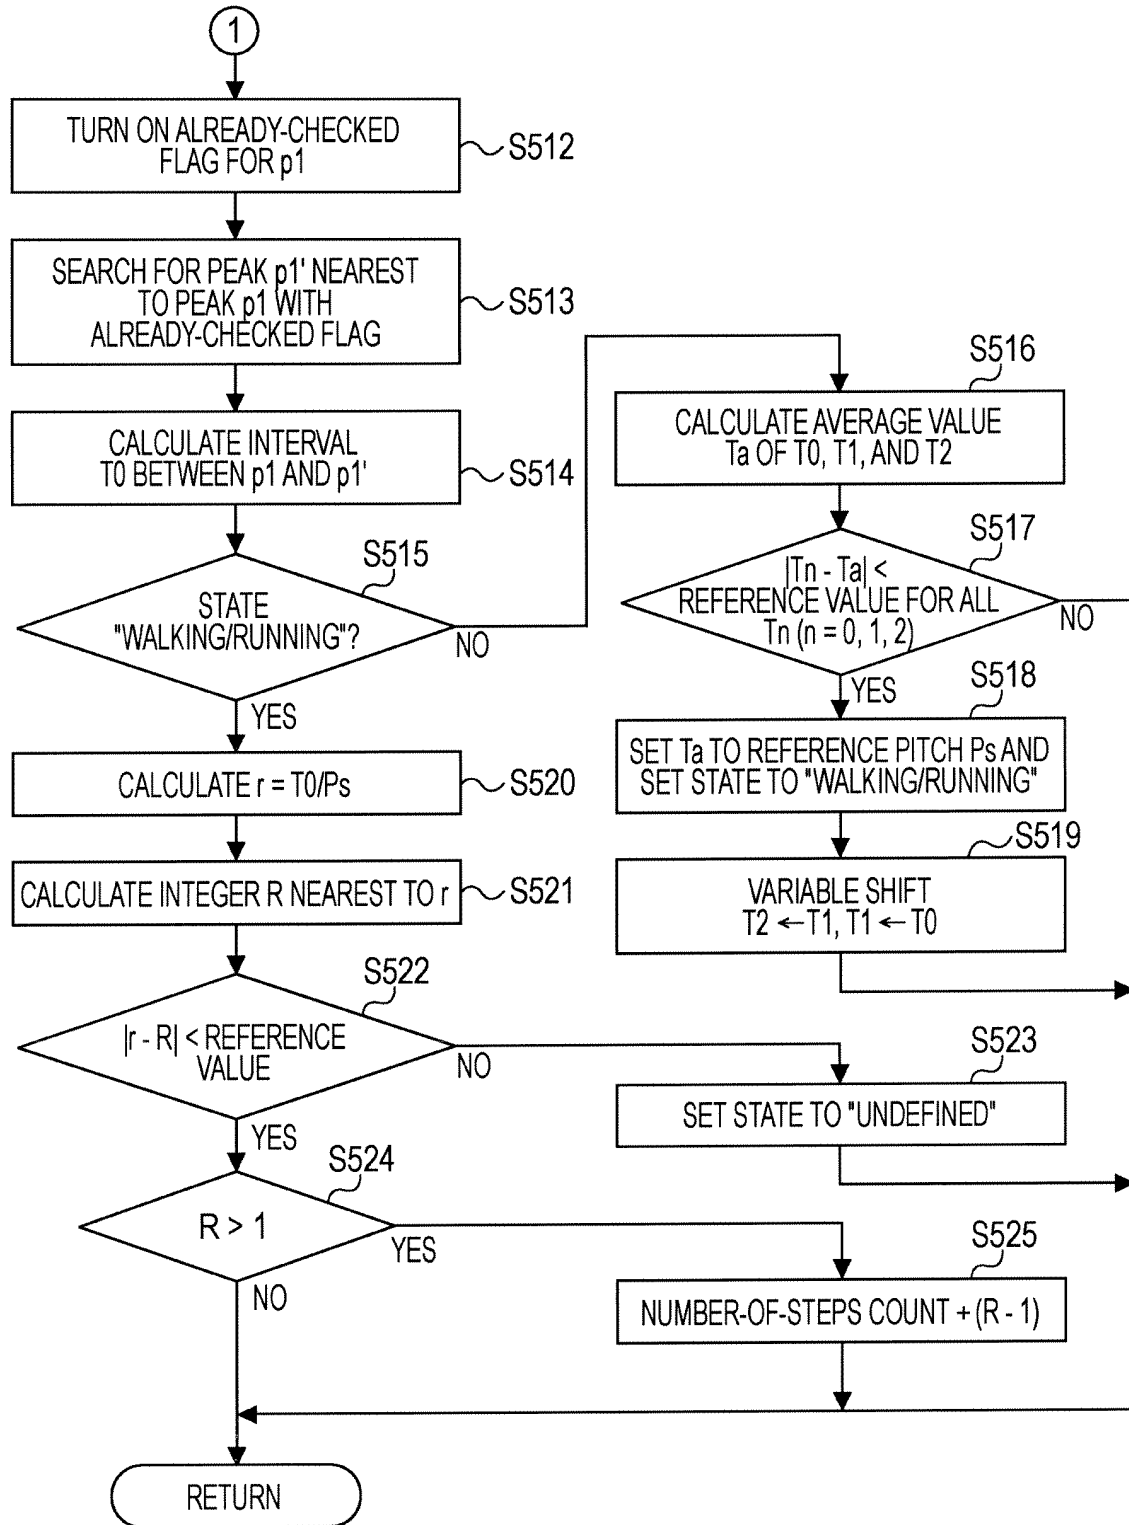 1
TURN ON ALREADY-CHECKED
FLAG FOR p1
S512
SEARCH FOR PEAK p1' NEAREST
TO PEAK p1 WITH
ALREADY-CHECKED FLAG
S513
CALCULATE INTERVAL
T0 BETWEEN p1 AND p1'
S514
S515
STATE
"WALKING/RUNNING"?
NO
YES
S516
CALCULATE AVERAGE VALUE
Ta OF T0, T1, AND T2
S517
|Tn - Ta| <
REFERENCE VALUE FOR ALL
Tn (n = 0, 1, 2)
NO
YES
S518
SET Ta TO REFERENCE PITCH Ps AND
SET STATE TO "WALKING/RUNNING"
S519
VARIABLE SHIFT
T2 ← T1, T1 ← T0
CALCULATE r = T0/Ps
S520
CALCULATE INTEGER R NEAREST TO r
S521
S522
|r - R| < REFERENCE
VALUE
NO
YES
S523
SET STATE TO "UNDEFINED"
S524
R > 1
YES
NO
S525
NUMBER-OF-STEPS COUNT + (R - 1)
RETURN